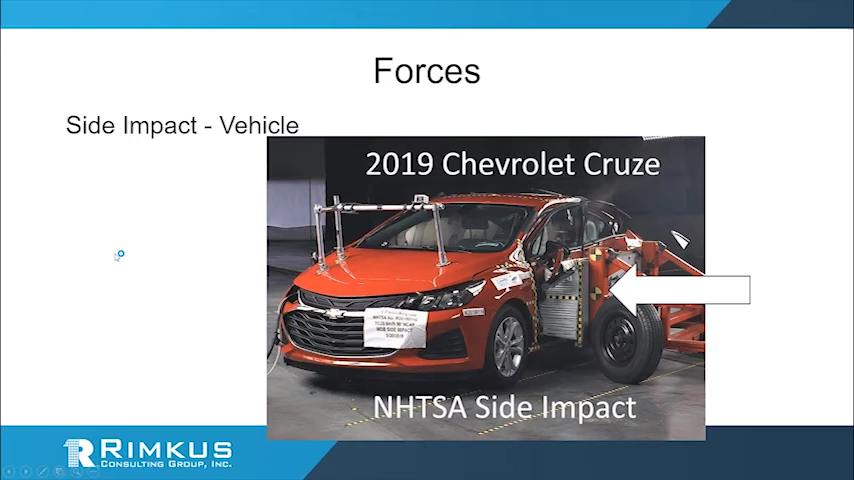 Forces
Side Impact - Vehicle
2019 Chevrolet Cruze
NHTSA Side Impact
RIMKUS
CONSULTING GROUP, INC.